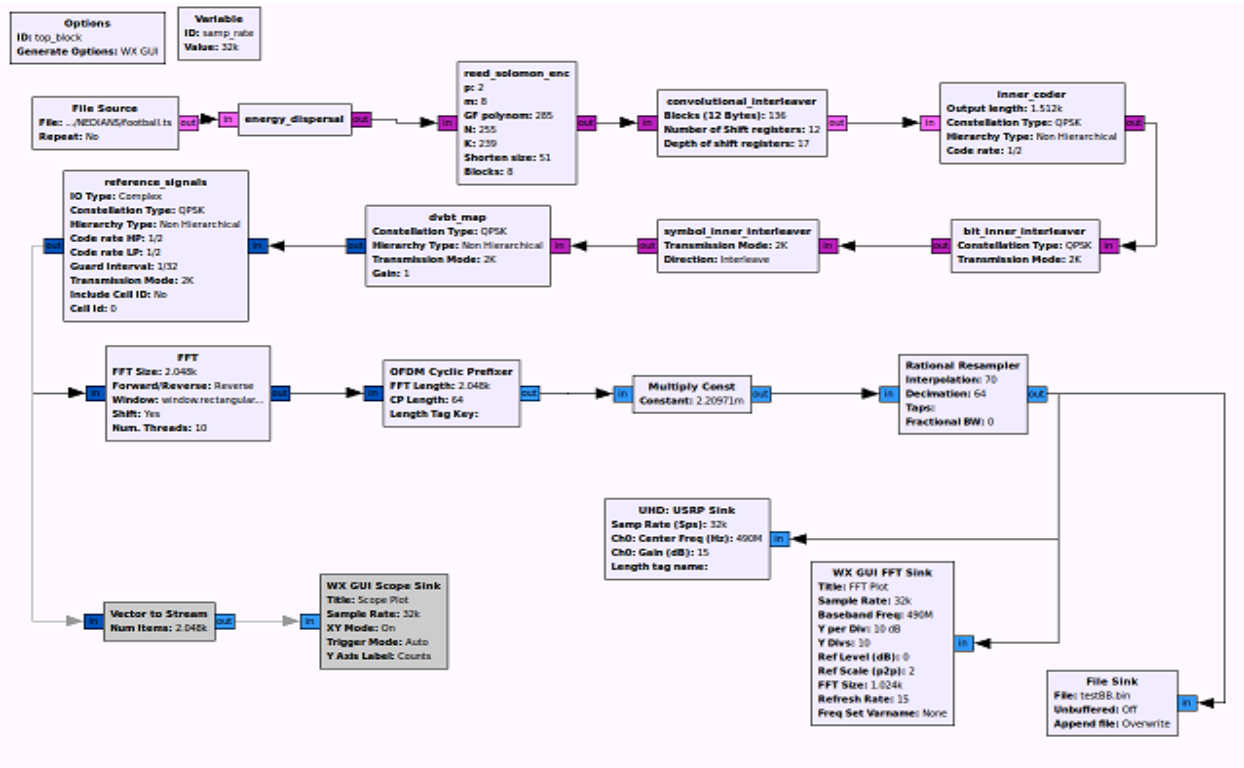 Options
ID: top_block
Generate Options: WX GUI
Variable
ID: samp_rate
Value: 32k
File Source
File: .../NEDIANS/football.ts
Repeat: No
out
in
energy_dispersal
out
in
reed_solomon_enc
p: 2
m: 8
GF polynom: 285
N: 255
K: 239
Shorten size: 51
Blocks: 8
out
in
convolutional_interleaver
Blocks (12 Bytes): 136
Number of Shift registers: 12
Depth of shift registers: 17
out
in
inner_coder
Output length: 1.512k
Constellation Type: QPSK
Hierarchy Type: Non Hierarchical
Code rate: 1/2
out
out
reference_signals
IO Type: Complex
Constellation Type: QPSK
Hierarchy Type: Non Hierarchical
Code rate HP: 1/2
Code rate LP: 1/2
Guard Interval: 1/32
Transmission Mode: 2K
Include Cell ID: No
Cell Id: 0
in
out
dvbt_map
Constellation Type: QPSK
Hierarchy Type: Non Hierarchical
Transmission Mode: 2K
Gain: 1
in
out
symbol_inner_interleaver
Transmission Mode: 2K
Direction: Interleave
in
out
bit_inner_interleaver
Constellation Type: QPSK
Transmission Mode: 2K
in
in
FFT
FFT Size: 2.048k
Forward/Reverse: Reverse
Window: window.rectangular...
Shift: Yes
Num. Threads: 10
out
in
OFDM Cyclic Prefixer
FFT Length: 2.048k
CP Length: 64
Length Tag Key:
out
in
Multiply Const
Constant: 2.20971m
out
in
Rational Resampler
Interpolation: 70
Decimation: 64
Taps:
Fractional BW: 0
out
UHD: USRP Sink
Samp Rate (Sps): 32k
Ch0: Center Freq (Hz): 490M
Ch0: Gain (dB): 15
Length tag name:
in
in
Vector to Stream
Num Items: 2.048k
out
in
WX GUI Scope Sink
Title: Scope Plot
Sample Rate: 32k
XY Mode: On
Trigger Mode: Auto
Y Axis Label: Counts
WX GUI FFT Sink
Title: FFT Plot
Sample Rate: 32k
Baseband Freq: 490M
Y per Div: 10 dB
Y Divs: 10
Ref Level (dB): 0
Ref Scale (p2p): 2
FFT Size: 1.024k
Refresh Rate: 15
Freq Set Varname: None
in
File Sink
File: testBB.bin
Unbuffered: Off
Append file: Overwrite
in